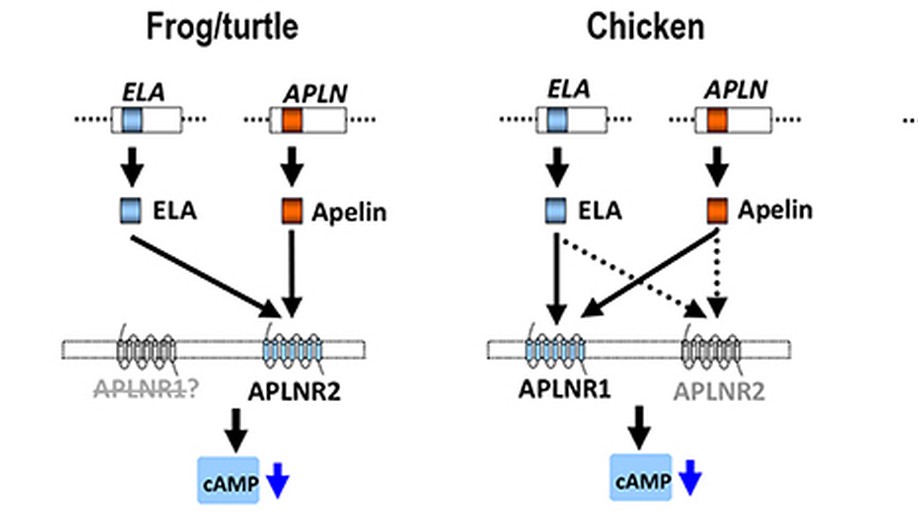 Frog/turtle
Chicken
ELA
APLN
ELA
APLN
ELA
Apelin
ELA
Apelin
APLNR1?
APLNR2
APLNR1
APLNR2
cAMP
cAMP